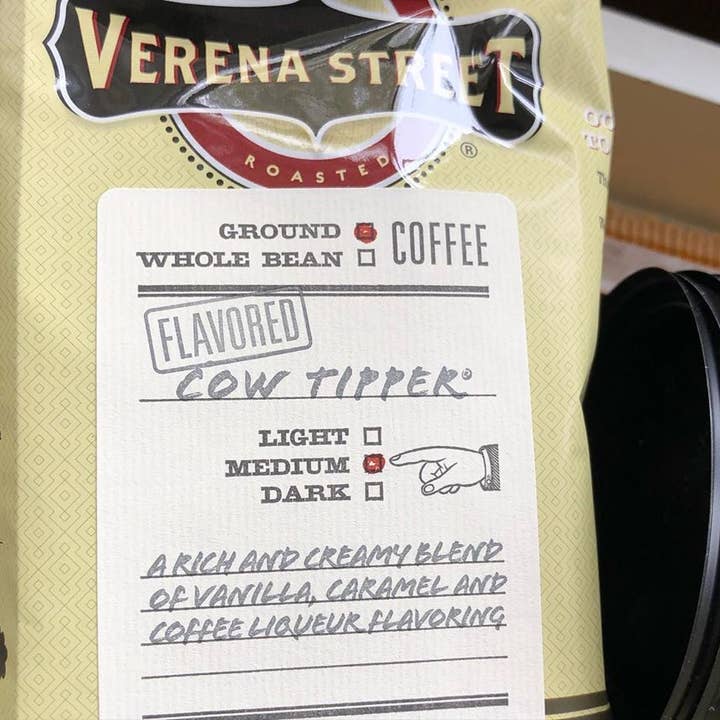 VERENA STREET
ROASTED
®
GROUND
WHOLE BEAN
COFFEE
FLAVORED
COW TIPPER®
LIGHT
MEDIUM
DARK
A RICH AND CREAMY BLEND
OF VANILLA, CARAMEL AND
COFFEE LIQUEUR FLAVORING